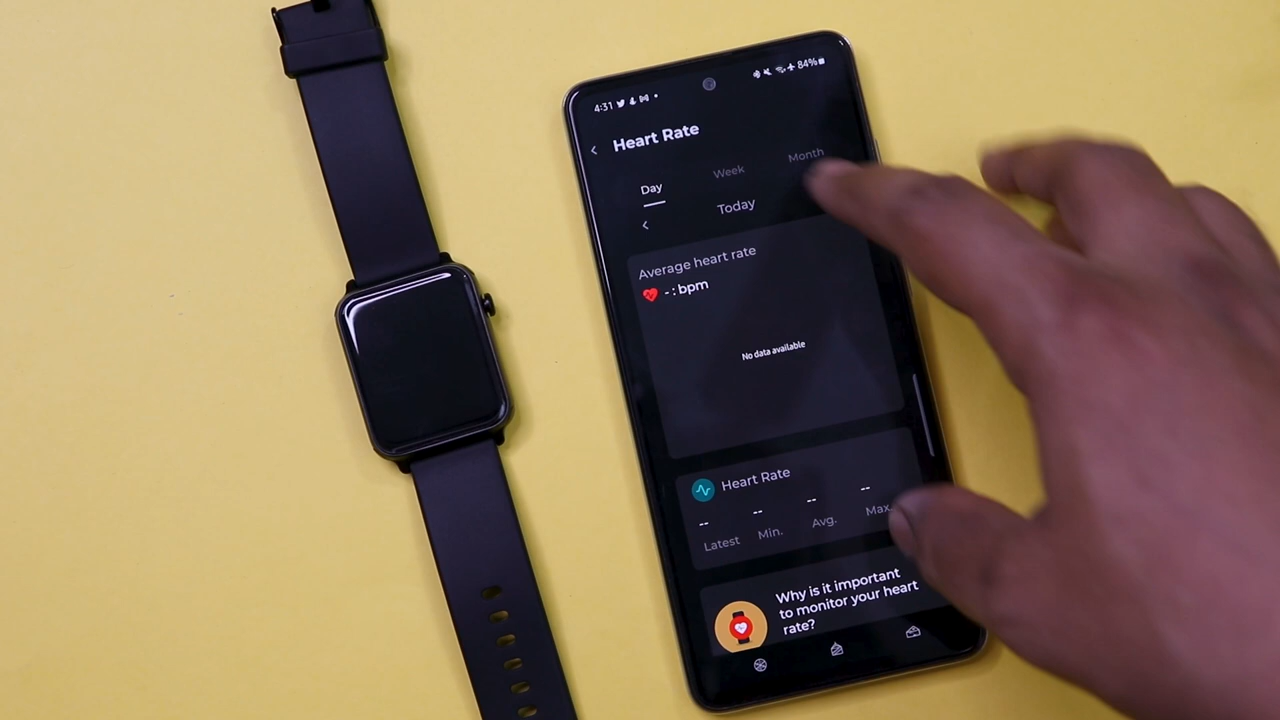 4:31
84%
Heart Rate
Day Week Month
Today
Average heart rate
- : bpm
No data available
Heart Rate
-- -- -- --
Latest Min. Avg. Max.
Why is it important
to monitor your heart
rate?